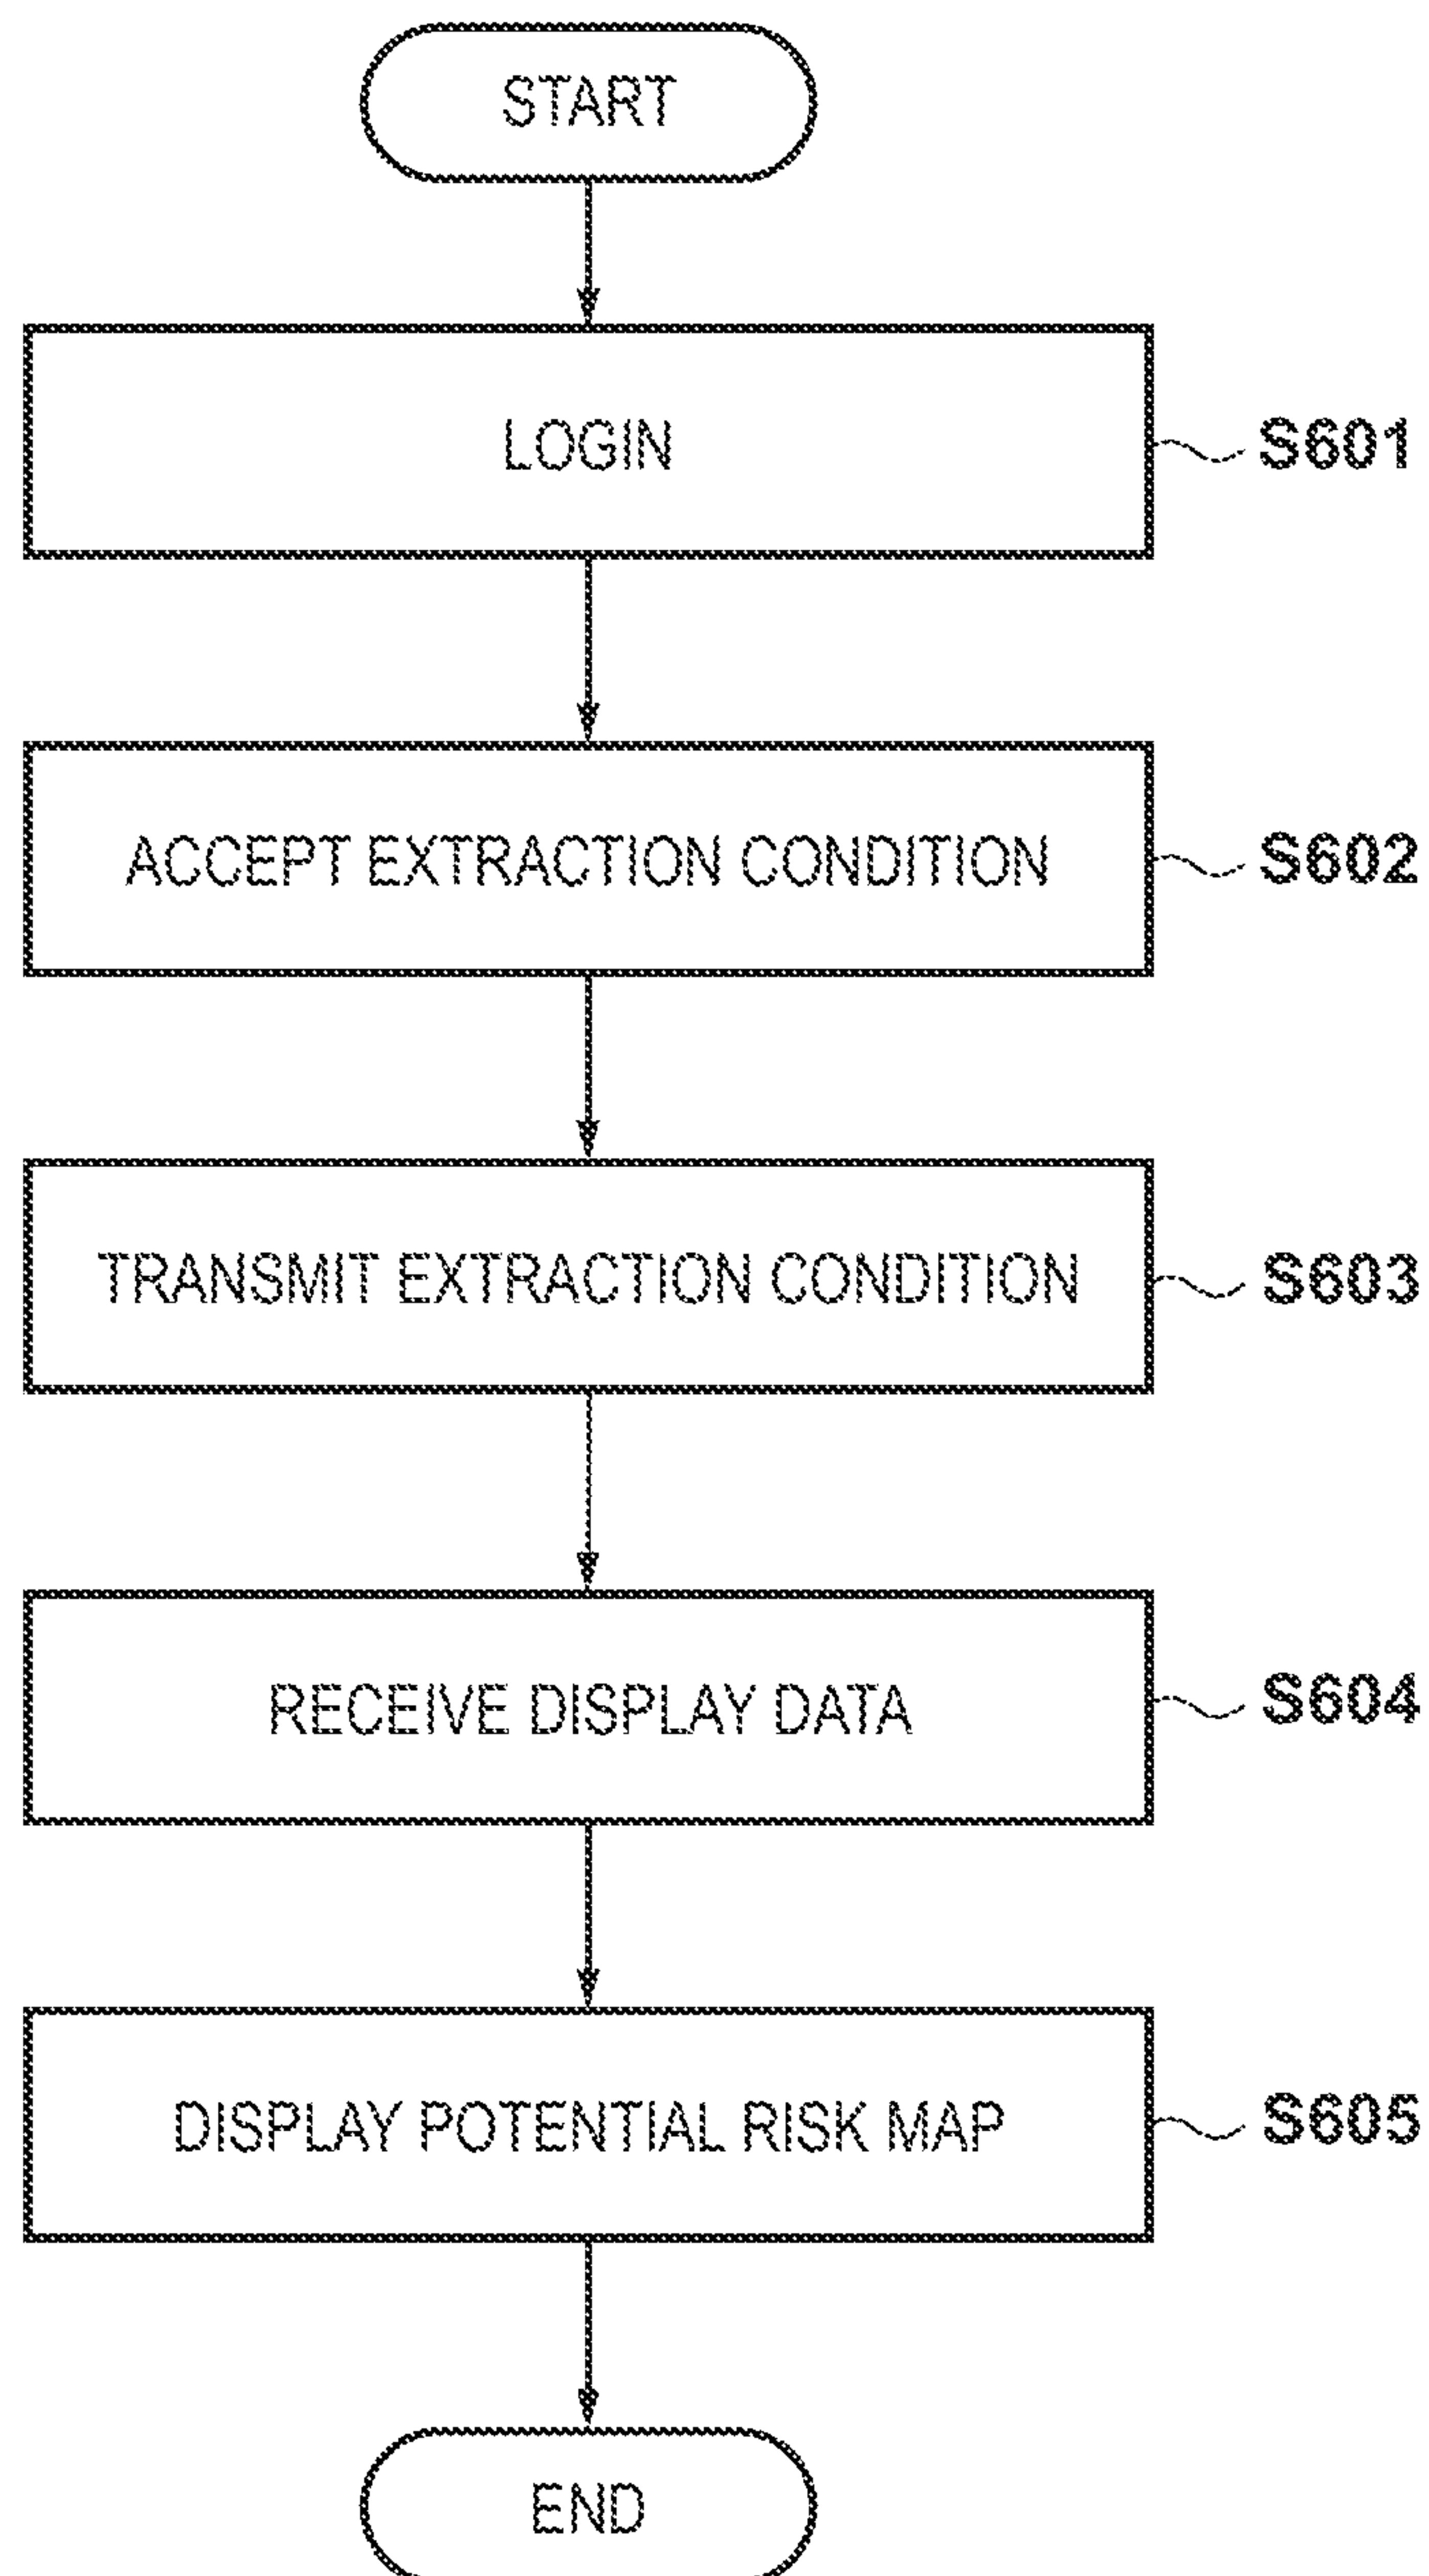 START
LOGIN
S601
ACCEPT EXTRACTION CONDITION
S602
TRANSMIT EXTRACTION CONDITION
S603
RECEIVE DISPLAY DATA
S604
DISPLAY POTENTIAL RISK MAP
S605
END